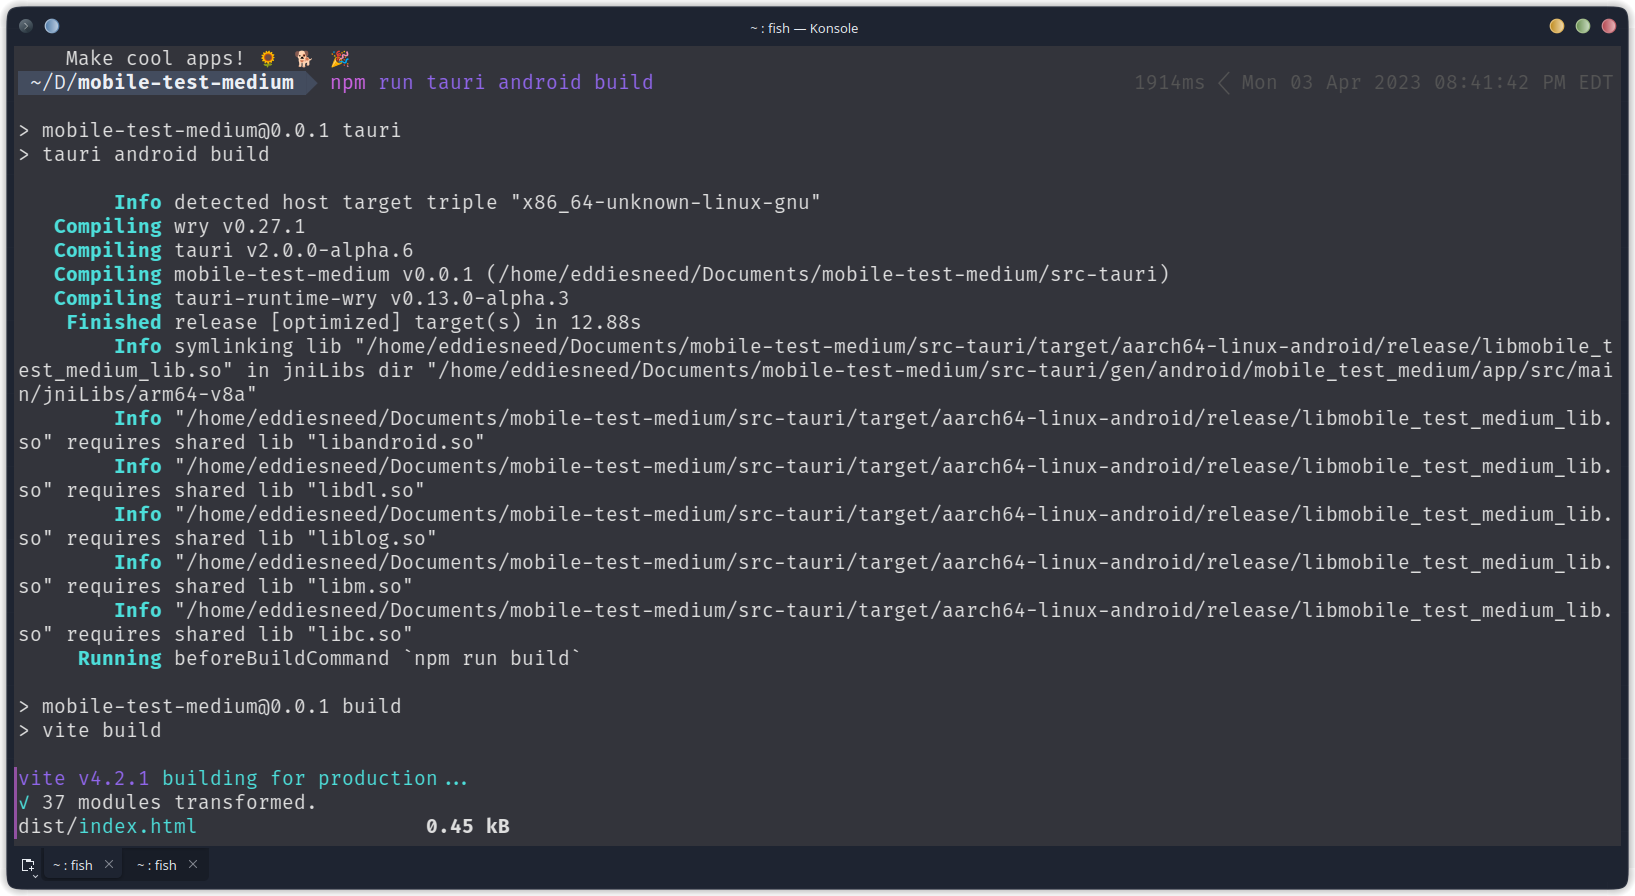 ~ : fish — Konsole
Make cool apps! 🌻 🐕 🎉
~/D/mobile-test-medium npm run tauri android build 1914ms < Mon 03 Apr 2023 08:41:42 PM EDT
> mobile-test-medium@0.0.1 tauri
> tauri android build
Info detected host target triple "x86_64-unknown-linux-gnu"
Compiling wry v0.27.1
Compiling tauri v2.0.0-alpha.6
Compiling mobile-test-medium v0.0.1 (/home/eddiesneed/Documents/mobile-test-medium/src-tauri)
Compiling tauri-runtime-wry v0.13.0-alpha.3
Finished release [optimized] target(s) in 12.88s
Info symlinking lib "/home/eddiesneed/Documents/mobile-test-medium/src-tauri/target/aarch64-linux-android/release/libmobile_t
est_medium_lib.so" in jniLibs dir "/home/eddiesneed/Documents/mobile-test-medium/src-tauri/gen/android/mobile_test_medium/app/src/mai
n/jniLibs/arm64-v8a"
Info "/home/eddiesneed/Documents/mobile-test-medium/src-tauri/target/aarch64-linux-android/release/libmobile_test_medium_lib.
so" requires shared lib "libandroid.so"
Info "/home/eddiesneed/Documents/mobile-test-medium/src-tauri/target/aarch64-linux-android/release/libmobile_test_medium_lib.
so" requires shared lib "libdl.so"
Info "/home/eddiesneed/Documents/mobile-test-medium/src-tauri/target/aarch64-linux-android/release/libmobile_test_medium_lib.
so" requires shared lib "liblog.so"
Info "/home/eddiesneed/Documents/mobile-test-medium/src-tauri/target/aarch64-linux-android/release/libmobile_test_medium_lib.
so" requires shared lib "libm.so"
Info "/home/eddiesneed/Documents/mobile-test-medium/src-tauri/target/aarch64-linux-android/release/libmobile_test_medium_lib.
so" requires shared lib "libc.so"
Running beforeBuildCommand `npm run build`
> mobile-test-medium@0.0.1 build
> vite build
vite v4.2.1 building for production...
✓ 37 modules transformed.
dist/index.html 0.45 kB
~ : fish ~ : fish